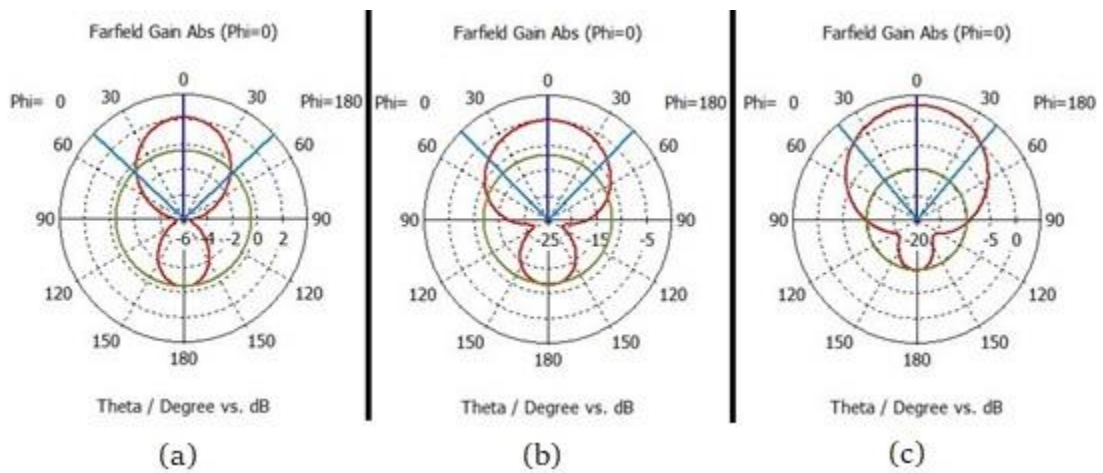 Farfield Gain Abs (Phi=0)
0
Phi= 0 30 30 Phi=180
60 60
90 90
-6 -4 -2 0 2
120 120
150 150
180
Theta / Degree vs. dB
(a)
Farfield Gain Abs (Phi=0)
0
Phi= 0 30 30 Phi=180
60 60
90 90
-25 -15 -5
120 120
150 150
180
Theta / Degree vs. dB
(b)
Farfield Gain Abs (Phi=0)
0
Phi= 0 30 30 Phi=180
60 60
90 90
-20 -5 0
120 120
150 150
180
Theta / Degree vs. dB
(c)